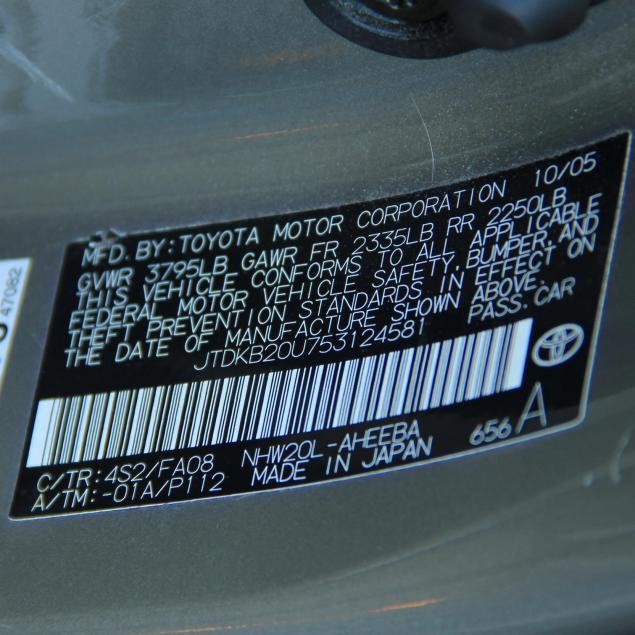 MFD. BY: TOYOTA MOTOR CORPORATION 10/05
GVWR 3795LB GAWR FR 2335LB RR 2250LB
THIS VEHICLE CONFORMS TO ALL APPLICABLE
FEDERAL MOTOR VEHICLE SAFETY, BUMPER, AND
THEFT PREVENTION STANDARDS IN EFFECT ON
THE DATE OF MANUFACTURE SHOWN ABOVE.
JTDKB20U753124581 PASS. CAR
C/TR: 4S2/FA08 NHW20L-AHEEBA 656 A
A/TM: -01A/P112 MADE IN JAPAN
47082